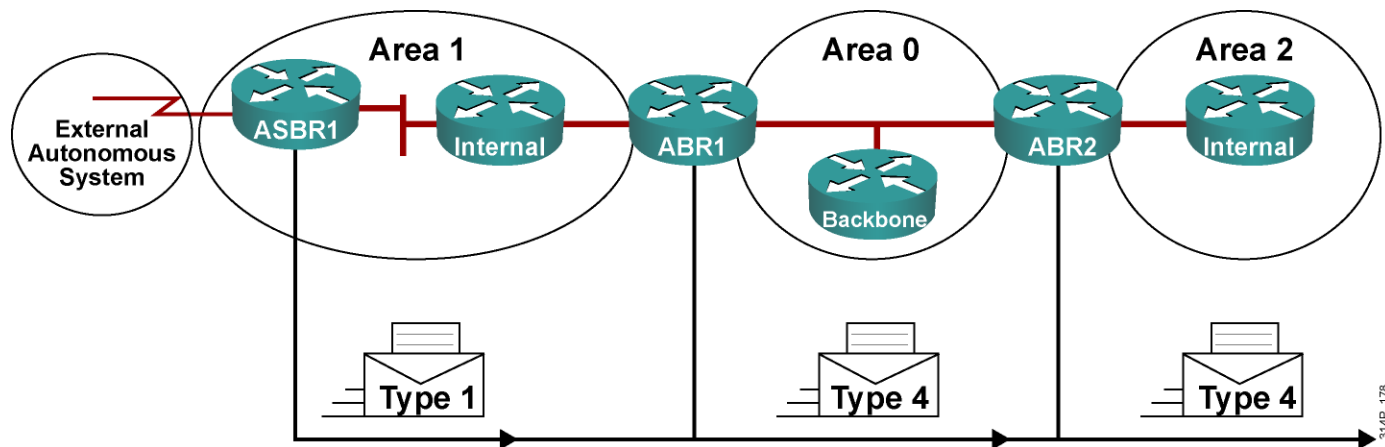 Area 1
Area 0
Area 2
External
Autonomous
System
ASBR1
Internal
ABR1
Backbone
ABR2
Internal
Type 1
Type 4
Type 4
314P_178